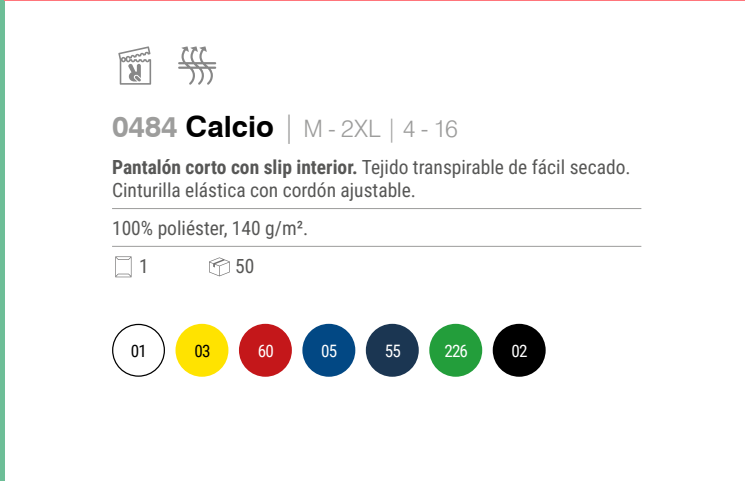 0484 Calcio | M - 2XL | 4 - 16
Pantalón corto con slip interior. Tejido transpirable de fácil secado.
Cinturilla elástica con cordón ajustable.
100% poliéster, 140 g/m².
1 50
01 03 60 05 55 226 02